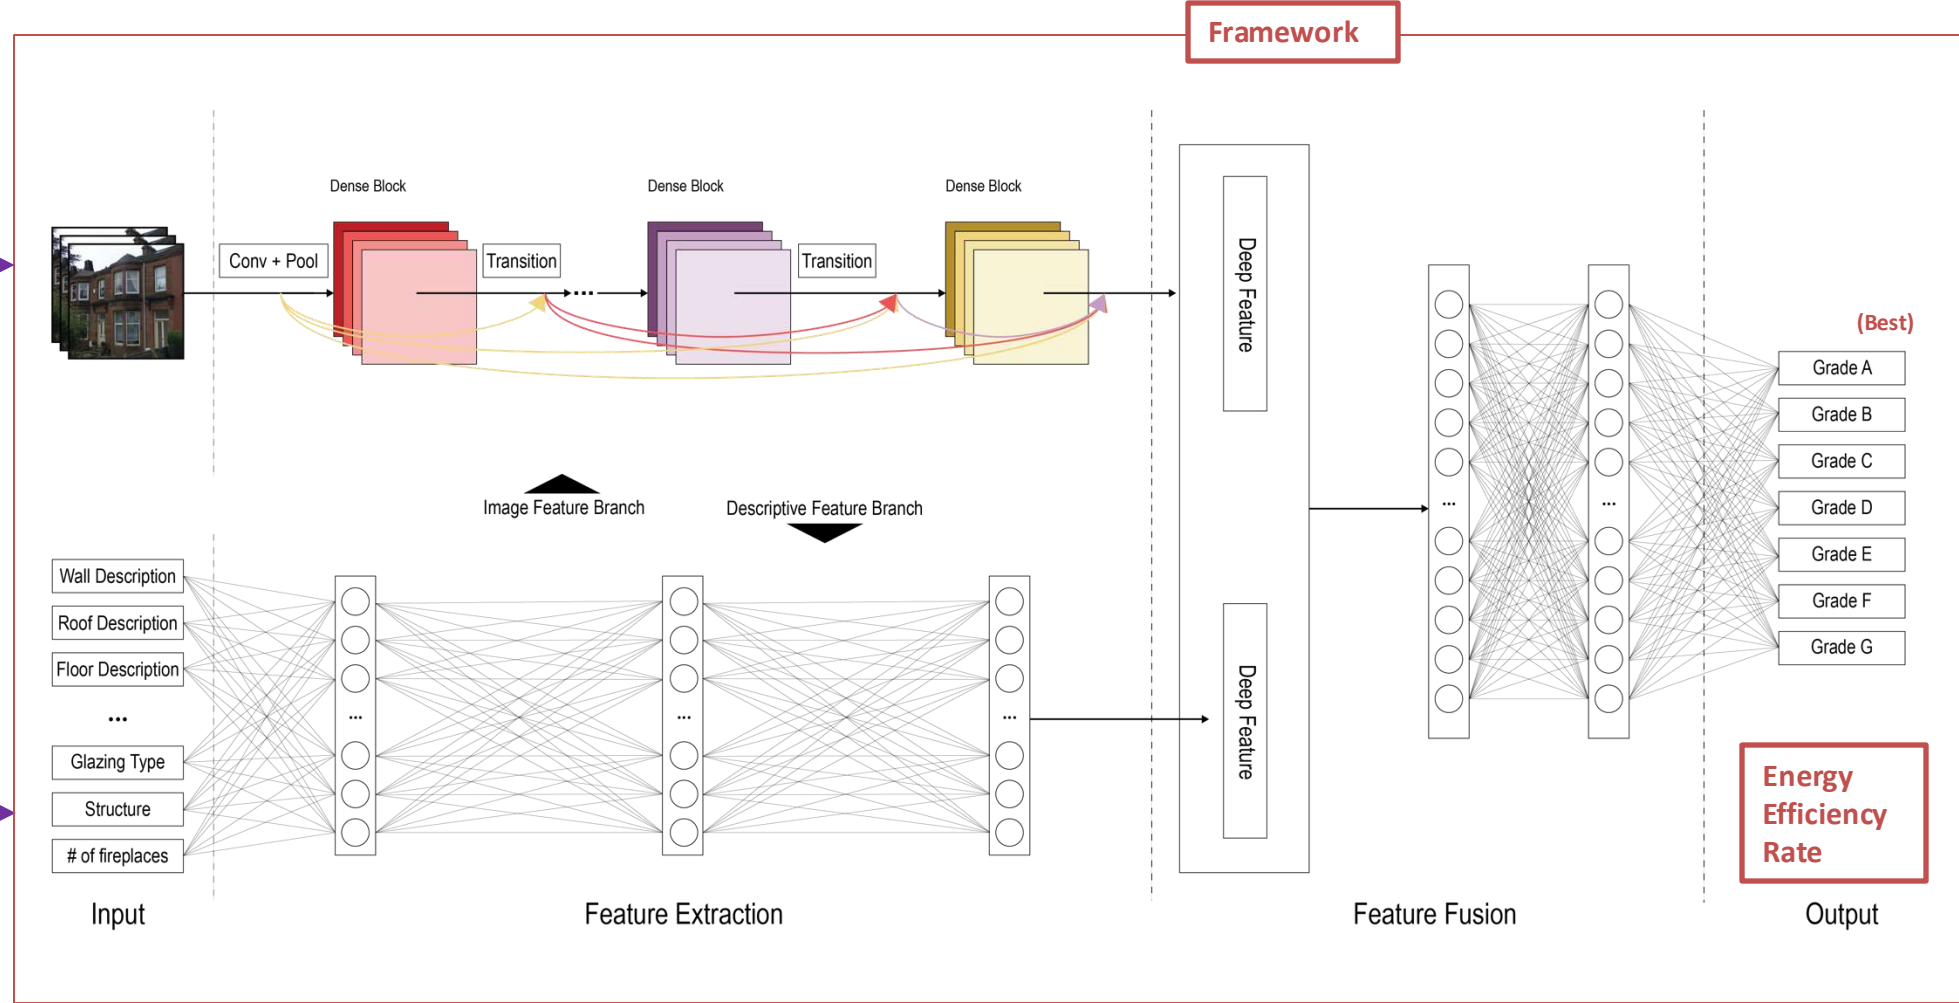 Framework
Dense Block
Dense Block
Dense Block
Conv + Pool
Transition
...
Transition
Deep Feature
Image Feature Branch
Descriptive Feature Branch
Wall Description
Roof Description
Floor Description
...
Glazing Type
Structure
# of fireplaces
...
...
...
Deep Feature
...
...
(Best)
Grade A
Grade B
Grade C
Grade D
Grade E
Grade F
Grade G
Energy
Efficiency
Rate
Input
Feature Extraction
Feature Fusion
Output